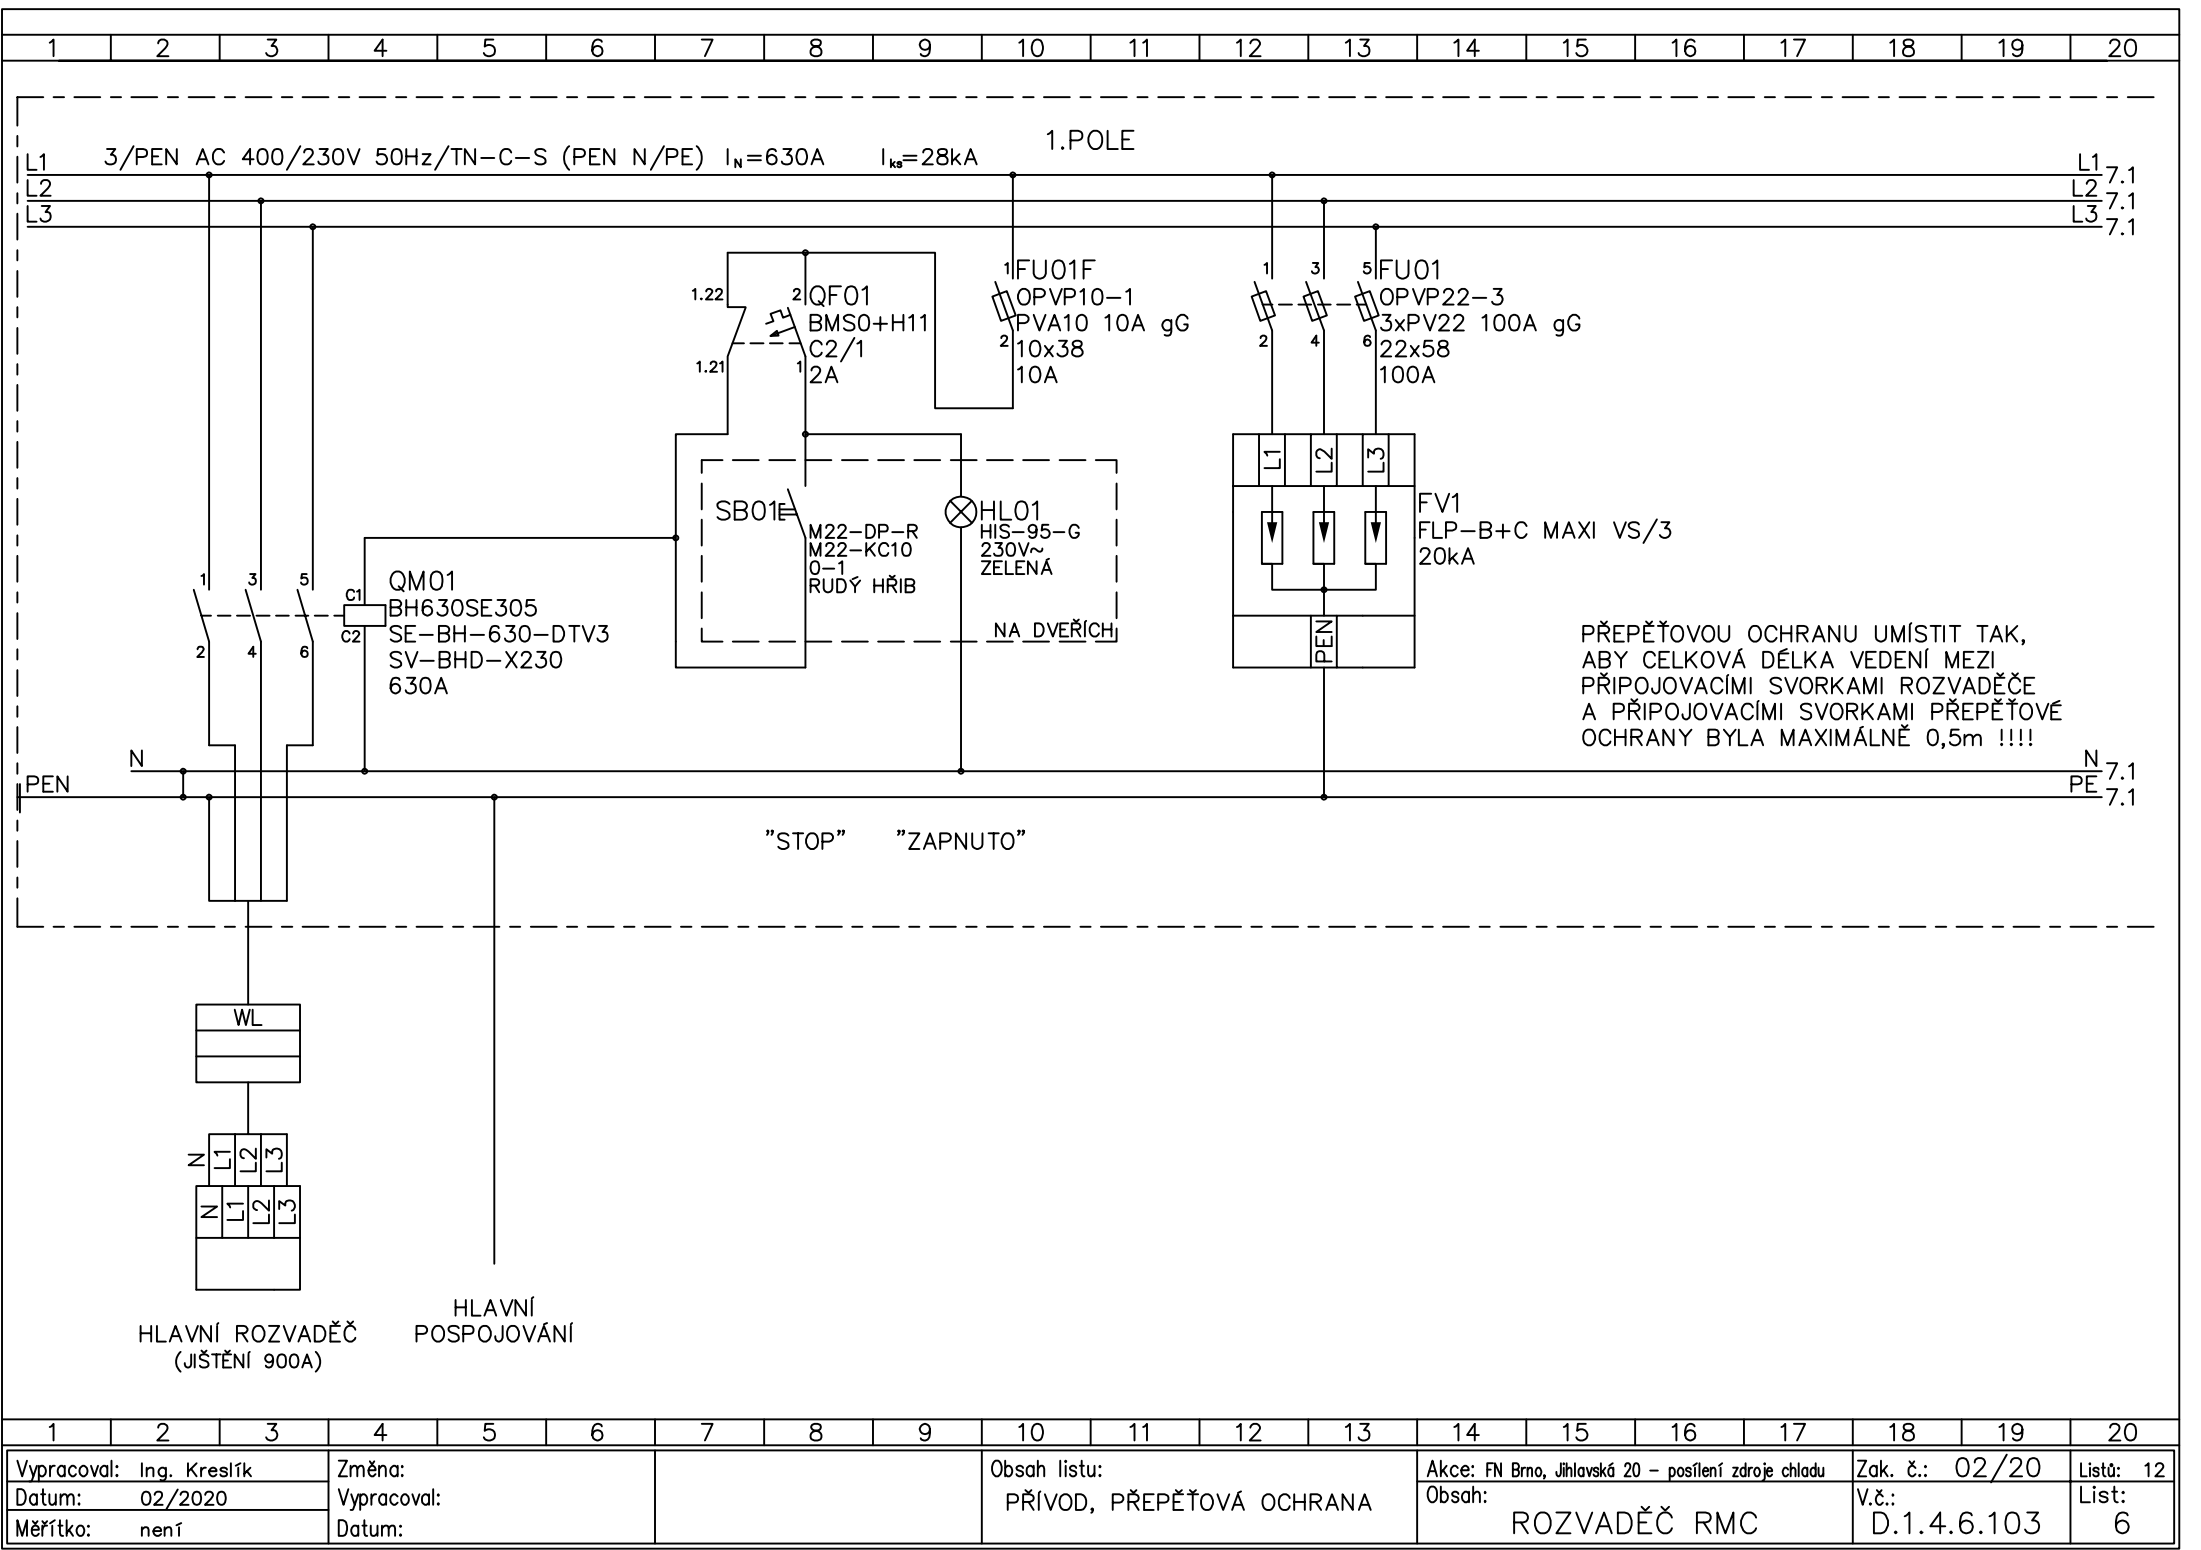 1 2 3 4 5 6 7 8 9 10 11 12 13 14 15 16 17 18 19 20
1.POLE
3/PEN AC 400/230V 50Hz/TN-C-S (PEN N/PE) IN=630A Iks=28kA
L1 L1 7.1
L2 L2 7.1
L3 L3 7.1
1.22
1.21
2
1
QF01
BMS0+H11
C2/1
2A
1
2
FU01F
OPVP10-1
PVA10 10A gG
10x38
10A
1 3 5
2 4 6
FU01
OPVP22-3
3xPV22 100A gG
22x58
100A
L1 L2 L3
FV1
FLP-B+C MAXI VS/3
20kA
PEN
SB01
M22-DP-R
M22-KC10
0-1
RUDÝ HŘIB
HL01
HIS-95-G
230V~
ZELENÁ
NA DVEŘÍCH
1 3 5
2 4 6
C1
C2
QM01
BH630SE305
SE-BH-630-DTV3
SV-BHD-X230
630A
PŘEPĚŤOVOU OCHRANU UMÍSTIT TAK,
ABY CELKOVÁ DÉLKA VEDENÍ MEZI
PŘIPOJOVACÍMI SVORKAMI ROZVADĚČE
A PŘIPOJOVACÍMI SVORKAMI PŘEPĚŤOVÉ
OCHRANY BYLA MAXIMÁLNĚ 0,5m !!!!
N N 7.1
PEN PE 7.1
"STOP" "ZAPNUTO"
WL
N L1 L2 L3
N L1 L2 L3
HLAVNÍ ROZVADĚČ
(JIŠTĚNÍ 900A)
HLAVNÍ
POSPOJOVÁNÍ
1 2 3 4 5 6 7 8 9 10 11 12 13 14 15 16 17 18 19 20
Vypracoval: Ing. Kreslík
Datum: 02/2020
Měřítko: není
Změna:
Vypracoval:
Datum:
Obsah listu:
PŘÍVOD, PŘEPĚŤOVÁ OCHRANA
Akce: FN Brno, Jihlavská 20 - posílení zdroje chladu
Obsah:
ROZVADĚČ RMC
Zak. č.: 02/20
V.č.:
D.1.4.6.103
Listů: 12
List:
6